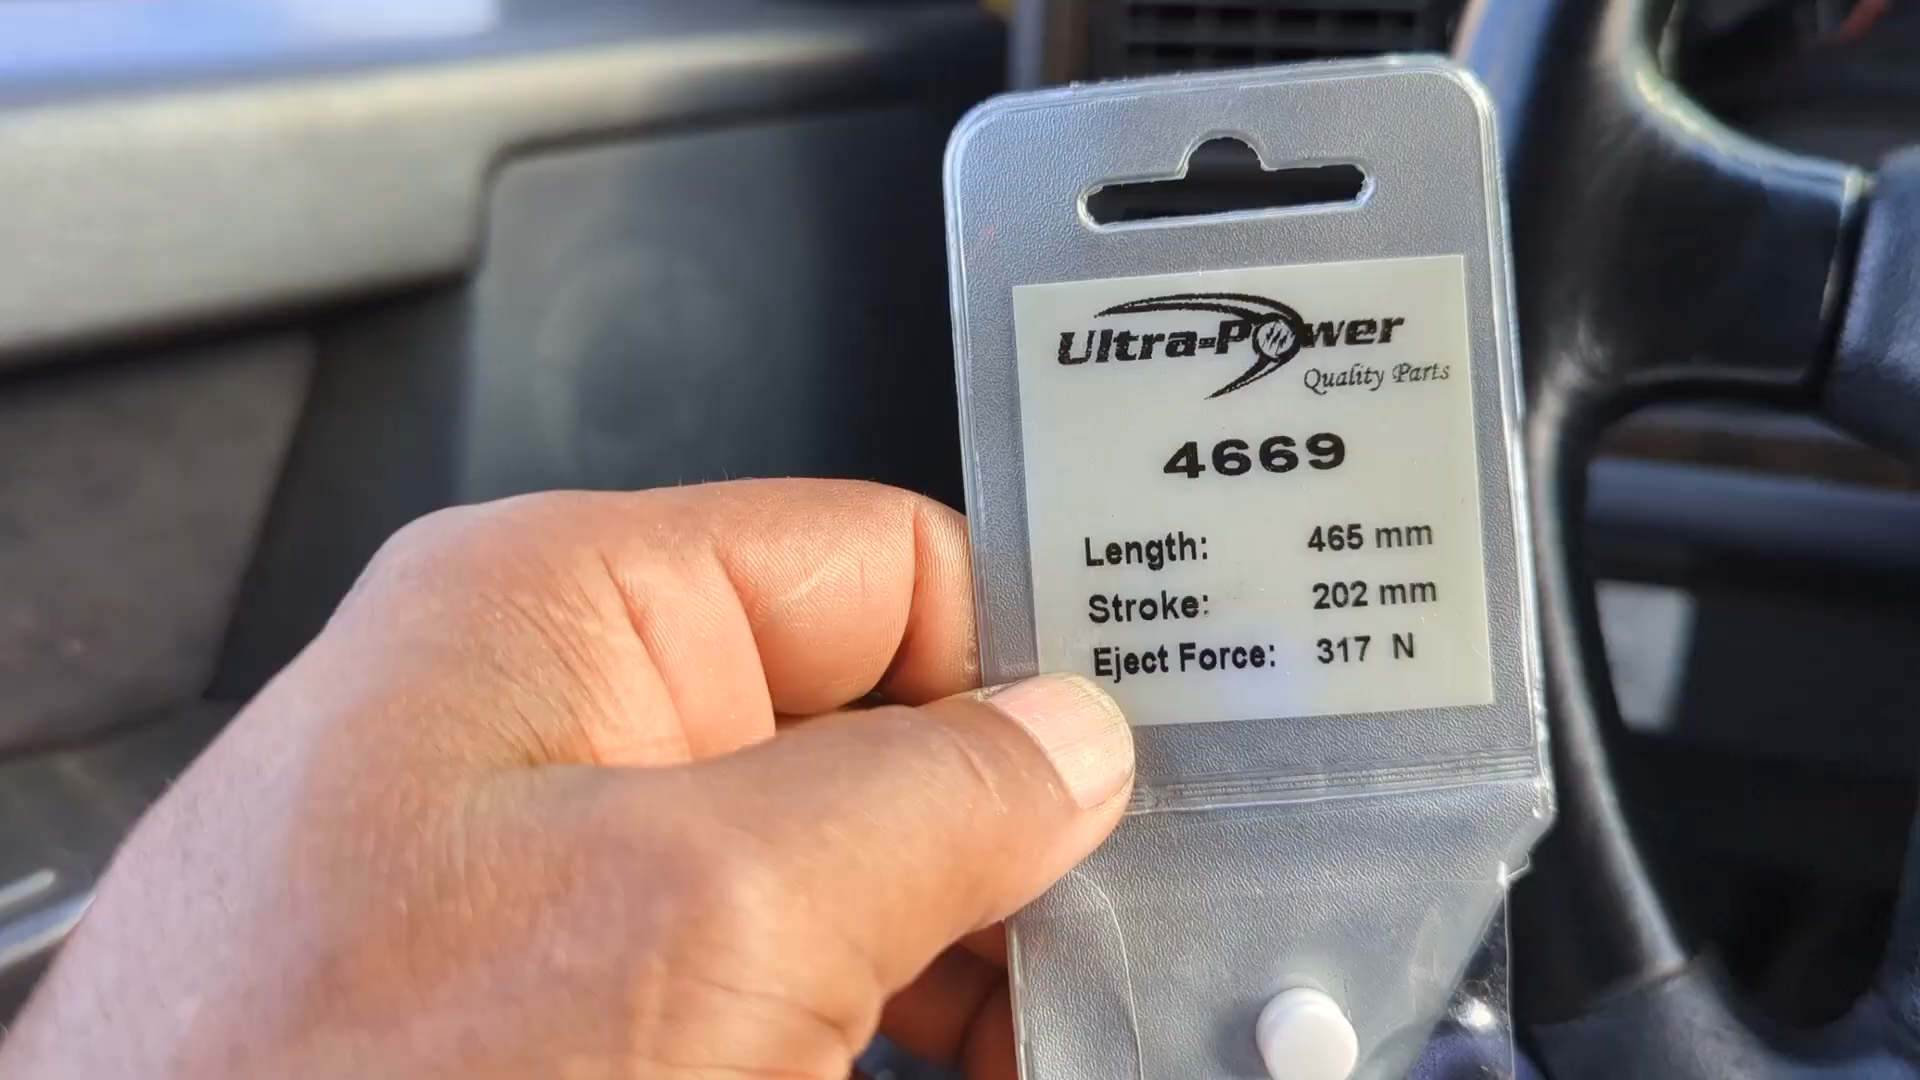 Ultra-Power
Quality Parts
4669
Length: 465 mm
Stroke: 202 mm
Eject Force: 317 N